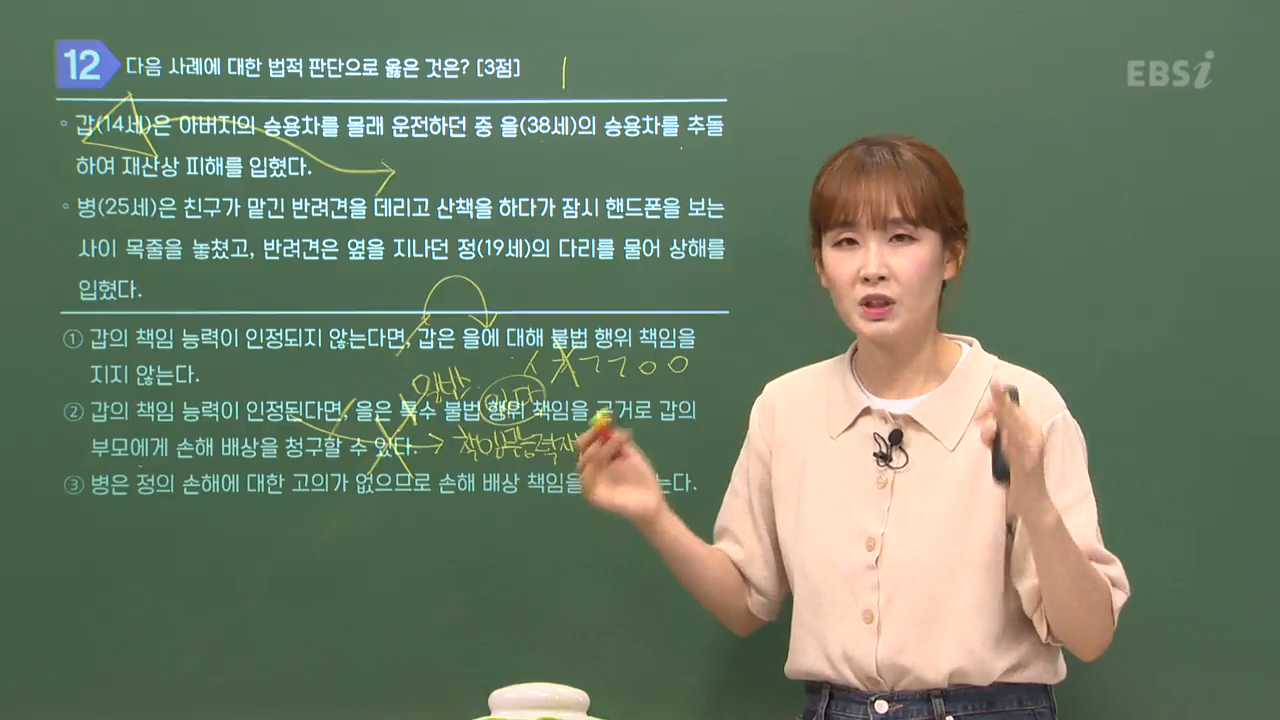 12 다음 사례에 대한 법적 판단으로 옳은 것은? [3점]
EBSi
◦ 갑(14세)은 아버지의 승용차를 몰래 운전하던 중 을(38세)의 승용차를 추돌
하여 재산상 피해를 입혔다.
◦ 병(25세)은 친구가 맡긴 반려견을 데리고 산책을 하다가 잠시 핸드폰을 보는
사이 목줄을 놓쳤고, 반려견은 옆을 지나던 정(19세)의 다리를 물어 상해를
입혔다.
① 갑의 책임 능력이 인정되지 않는다면, 갑은 을에 대해 불법 행위 책임을
지지 않는다.
일반
② 갑의 책임 능력이 인정된다면, 을은 특수 불법 행위 책임을 근거로 갑의
부모에게 손해 배상을 청구할 수 있다. → 책임무능력자
③ 병은 정의 손해에 대한 고의가 없으므로 손해 배상 책임을 는다.